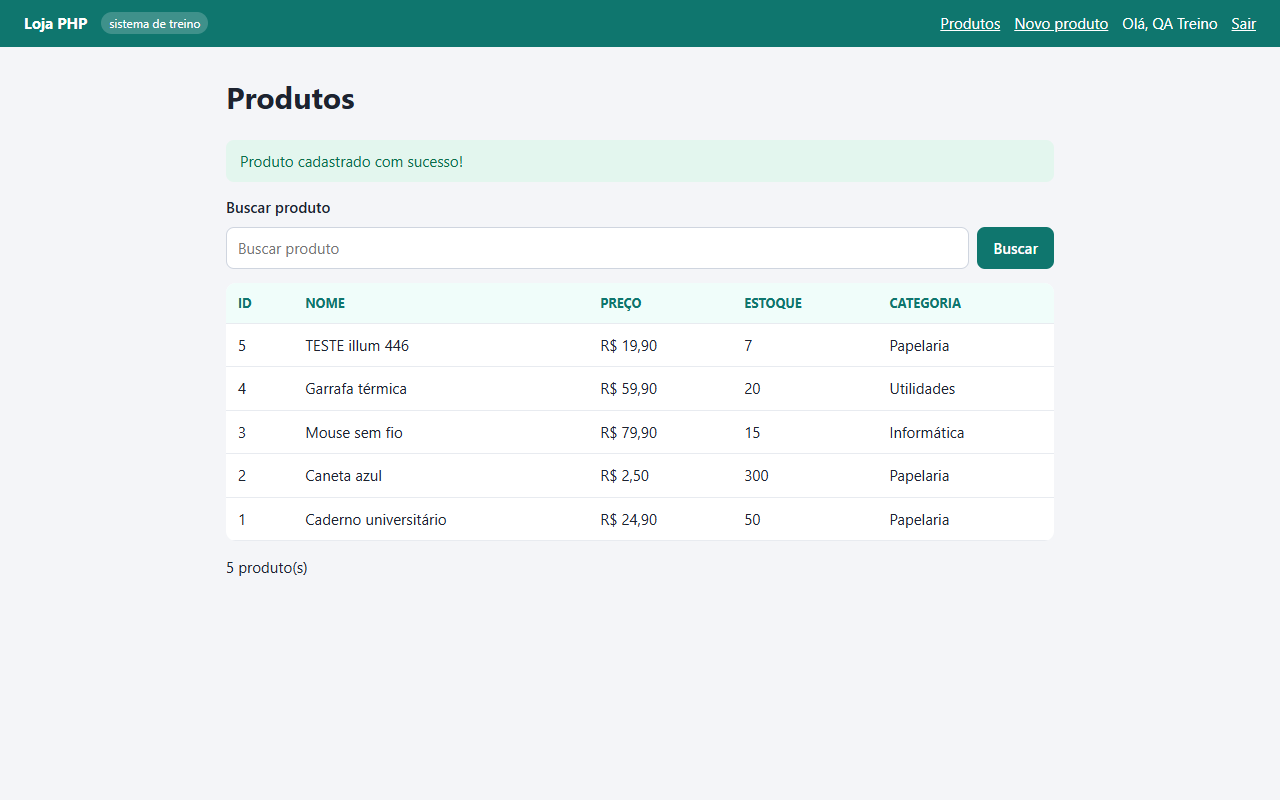 Loja PHP sistema de treino Produtos Novo produto Olá, QA Treino Sair
Produtos
Produto cadastrado com sucesso!
Buscar produto
Buscar produto Buscar
ID NOME PREÇO ESTOQUE CATEGORIA
5 TESTE illum 446 R$ 19,90 7 Papelaria
4 Garrafa térmica R$ 59,90 20 Utilidades
3 Mouse sem fio R$ 79,90 15 Informática
2 Caneta azul R$ 2,50 300 Papelaria
1 Caderno universitário R$ 24,90 50 Papelaria
5 produto(s)